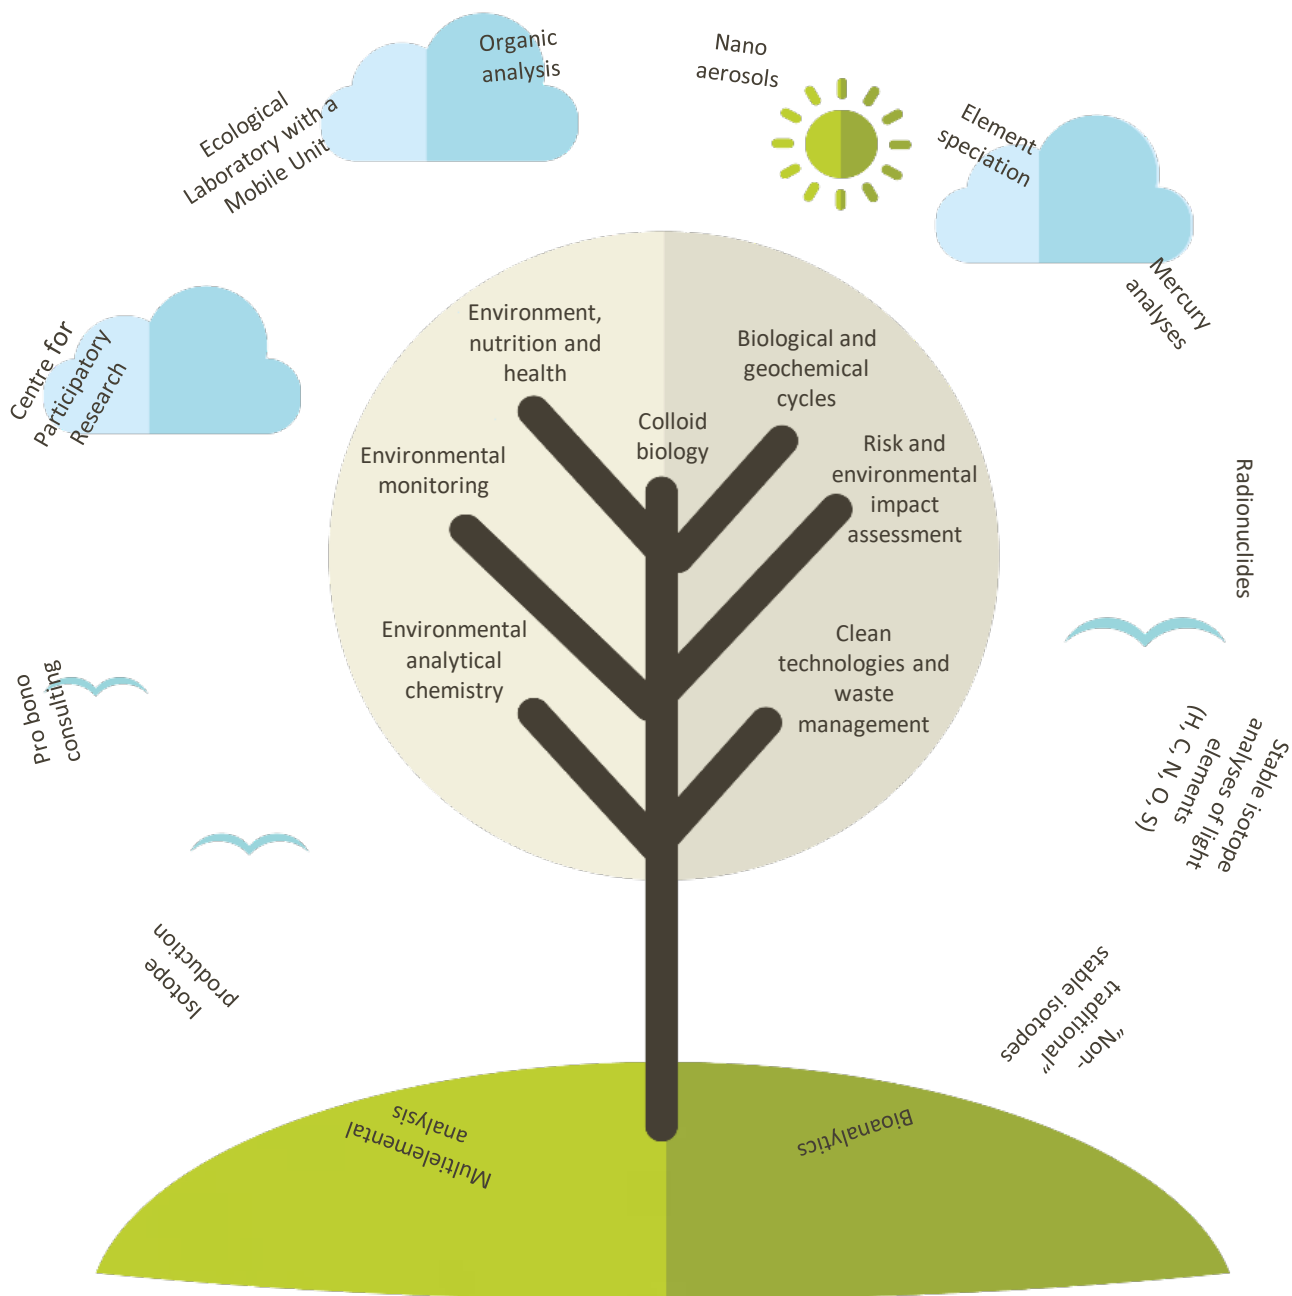 Organic
analysis
Nano
aerosols
Element
speciation
Mercury
analyses
Radionuclides
Stable isotope
analyses of light
elements
(H, C, N, O, S)
"Non-
traditional"
stable isotopes
Bioanalytics
Multielemental
analysis
Isotope
production
Pro bono
consulting
Centre for
Participatory
Research
Ecological
Laboratory with a
Mobile Unit
Environment,
nutrition and
health
Biological and
geochemical
cycles
Colloid
biology
Environmental
monitoring
Risk and
environmental
impact
assessment
Environmental
analytical
chemistry
Clean
technologies and
waste
management